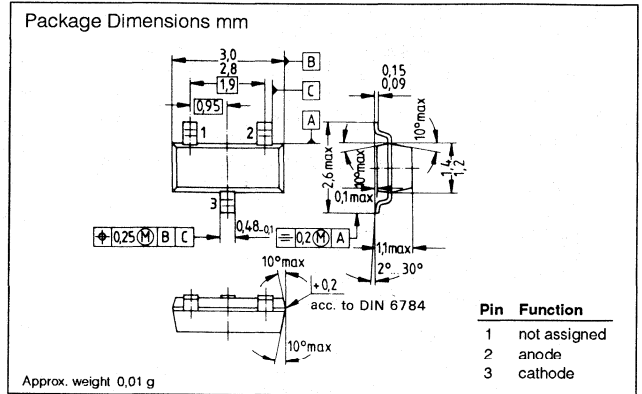 Package Dimensions mm
3,0
2,8
1,9
0,95
B
C
A
1
2
3
0,48-0,1
0,25 M B C
0,15
0,09
10°max
2,6 max
10°max
0,1 max
1,4
1,2
0,2 M A
1,1max
2°... 30°
10°max
+0,2
acc. to DIN 6784
10°max
Approx. weight 0,01 g
Pin Function
1 not assigned
2 anode
3 cathode